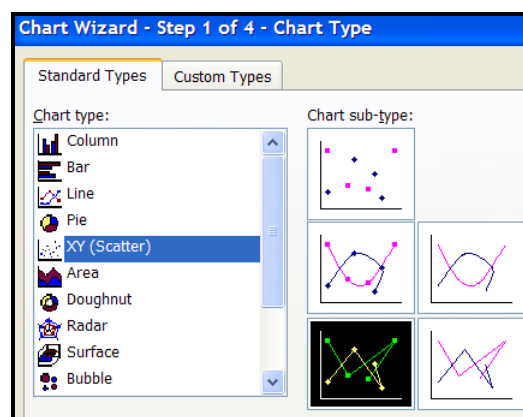 Chart Wizard - Step 1 of 4 - Chart Type
Standard Types
Custom Types
Chart type:
Chart sub-type:
Column
Bar
Line
Pie
XY (Scatter)
Area
Doughnut
Radar
Surface
Bubble